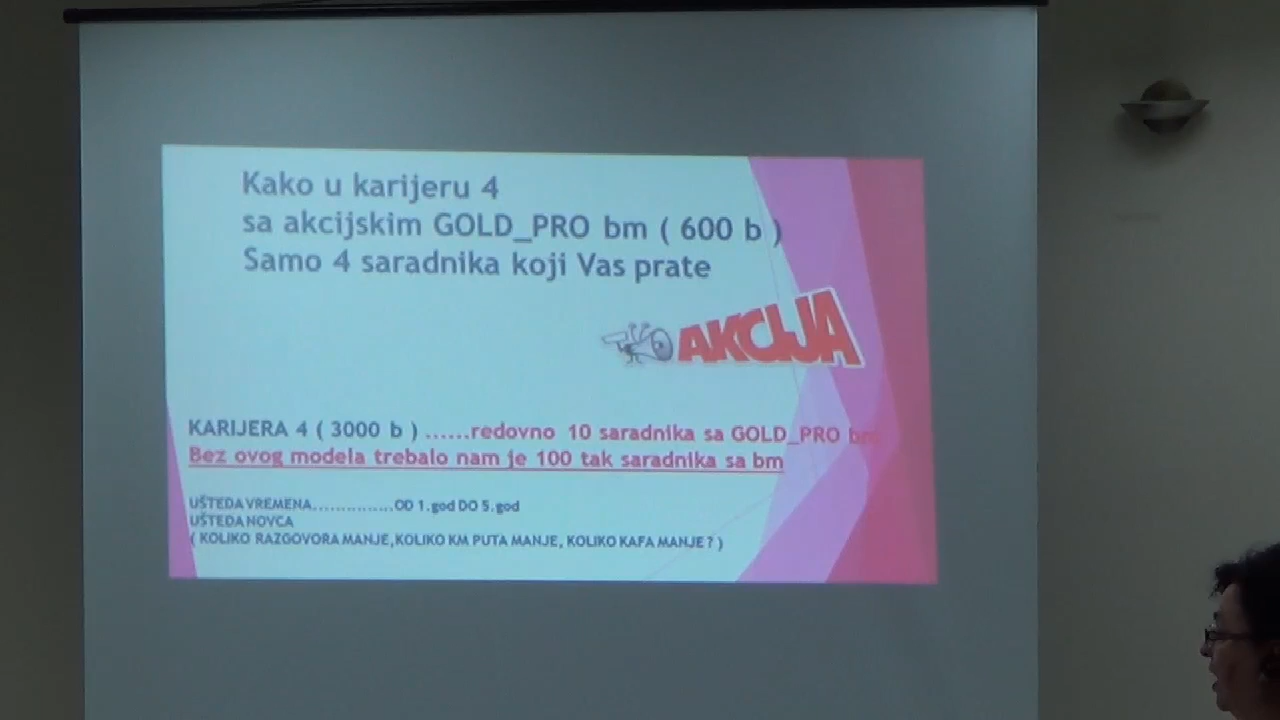 Kako u karijeru 4
sa akcijskim GOLD_PRO bm ( 600 b )
Samo 4 saradnika koji Vas prate
AKCIJA
KARIJERA 4 ( 3000 b ) ......redovno 10 saradnika sa GOLD_PRO bm
Bez ovog modela trebalo nam je 100 tak saradnika sa bm
UŠTEDA VREMENA...............OD 1.god DO 5.god
UŠTEDA NOVCA
( KOLIKO RAZGOVORA MANJE,KOLIKO KM PUTA MANJE, KOLIKO KAFA MANJE ? )